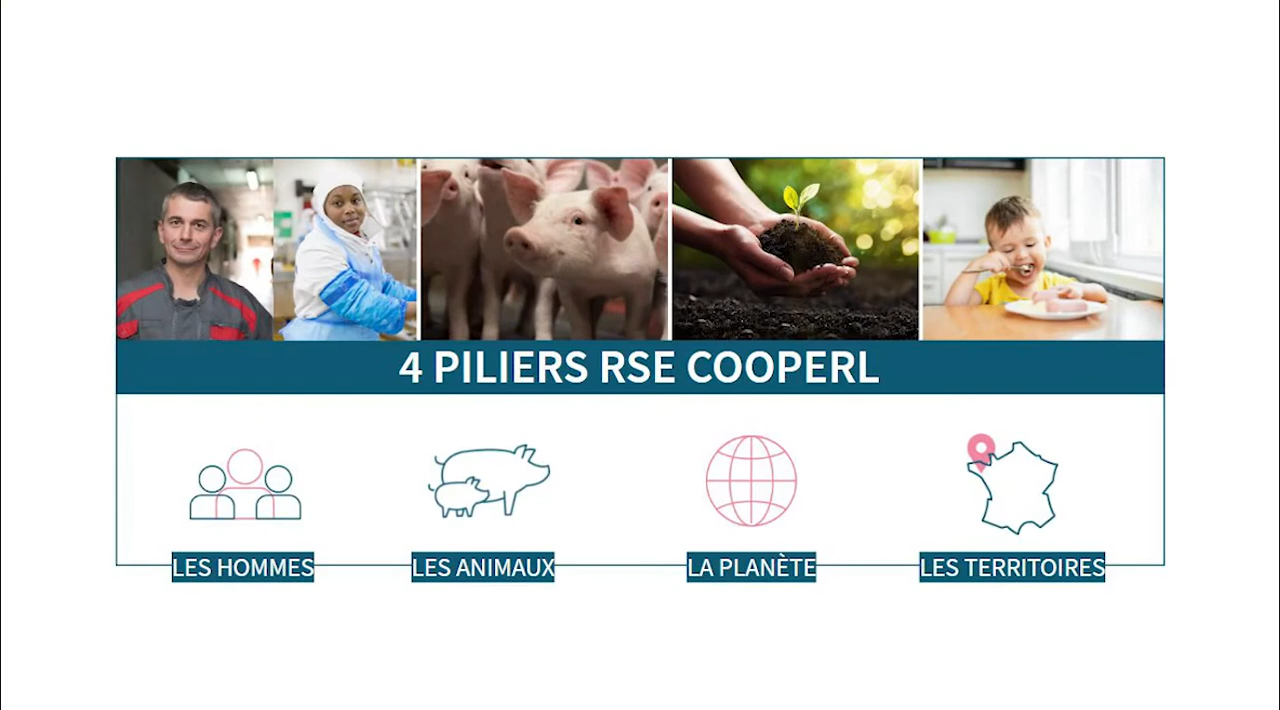 4 PILIERS RSE COOPERL
LES HOMMES
LES ANIMAUX
LA PLANÈTE
LES TERRITOIRES